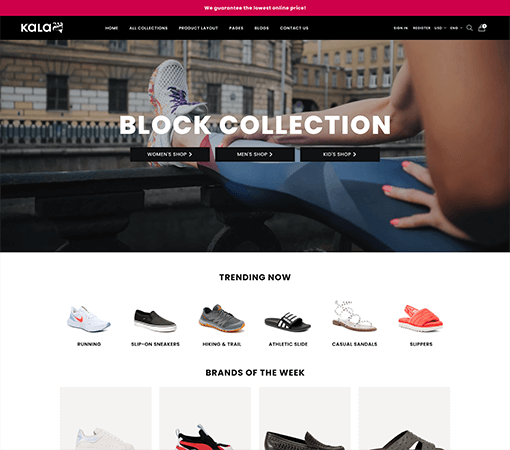 We guarantee the lowest online price!
KALA
HOME ALL COLLECTIONS PRODUCT LAYOUT PAGES BLOGS CONTACT US
SIGN IN REGISTER USD ENG
BLOCK COLLECTION
WOMEN'S SHOP MEN'S SHOP KID'S SHOP
TRENDING NOW
RUNNING SLIP-ON SNEAKERS HIKING & TRAIL ATHLETIC SLIDE CASUAL SANDALS SLIPPERS
BRANDS OF THE WEEK